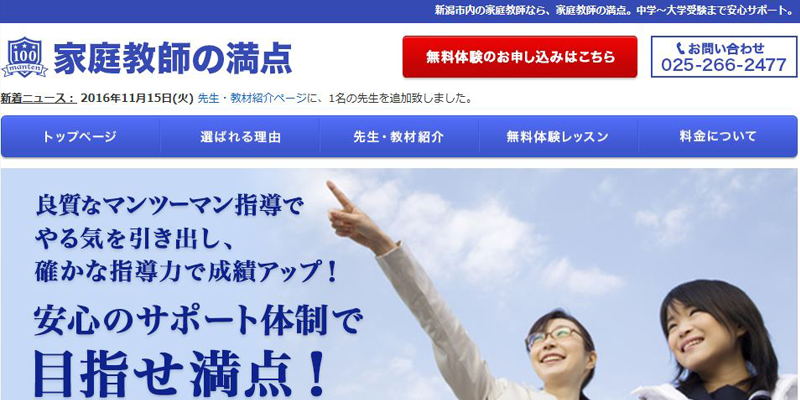 新潟市内の家庭教師なら、家庭教師の満点。中学～大学受験まで安心サポート。
100
manten
家庭教師の満点
無料体験のお申し込みはこちら
お問い合わせ
025-266-2477
新着ニュース： 2016年11月15日(火) 先生・教材紹介ページに、1名の先生を追加致しました。
トップページ
選ばれる理由
先生・教材紹介
無料体験レッスン
料金について
良質なマンツーマン指導で
やる気を引き出し、
確かな指導力で成績アップ！
安心のサポート体制で
目指せ満点！